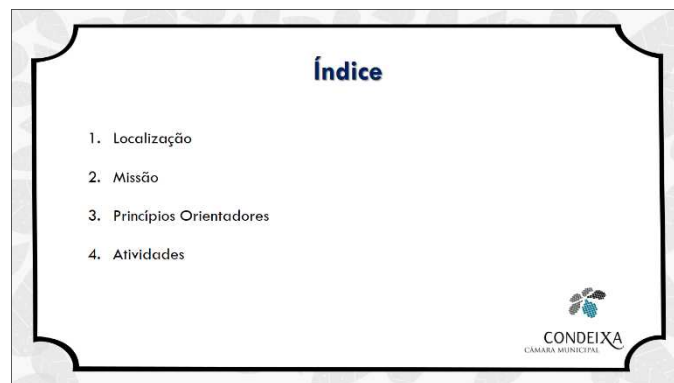 Índice
1. Localização
2. Missão
3. Princípios Orientadores
4. Atividades
CONDEIXA
CÂMARA MUNICIPAL